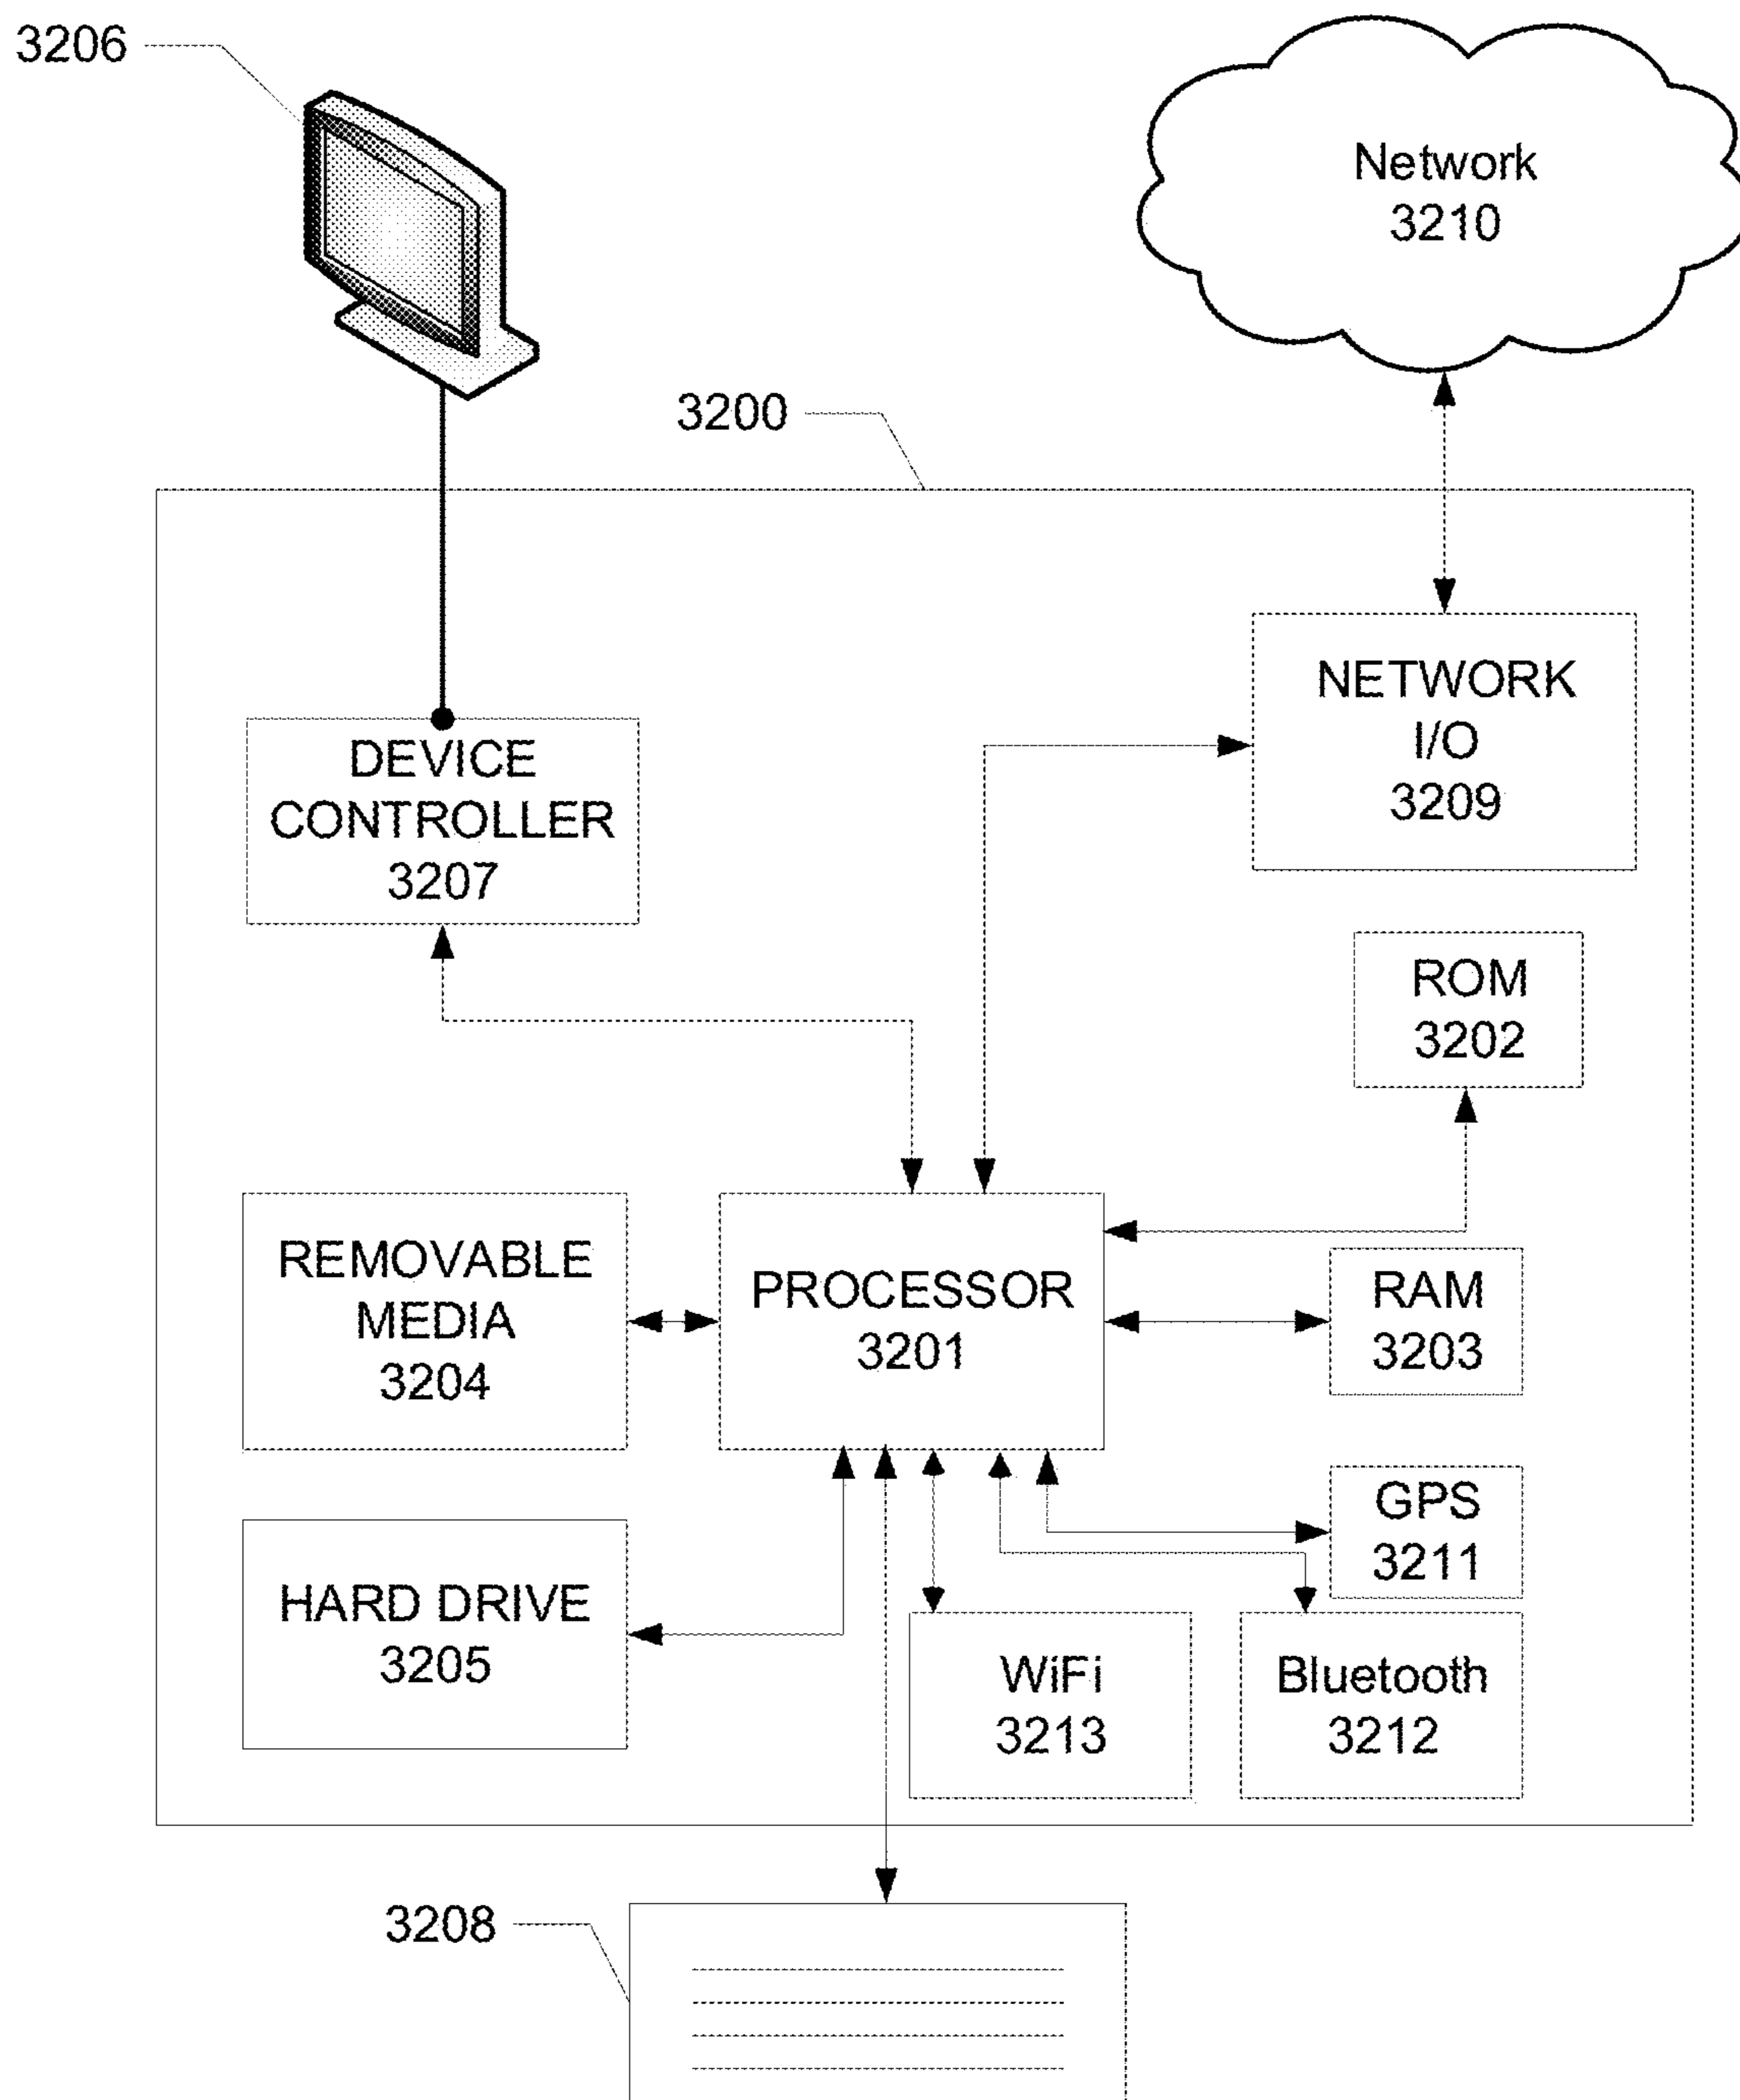 3206
Network
3210
3200
NETWORK
I/O
3209
DEVICE
CONTROLLER
3207
ROM
3202
REMOVABLE
MEDIA
3204
PROCESSOR
3201
RAM
3203
GPS
3211
HARD DRIVE
3205
WiFi
3213
Bluetooth
3212
3208